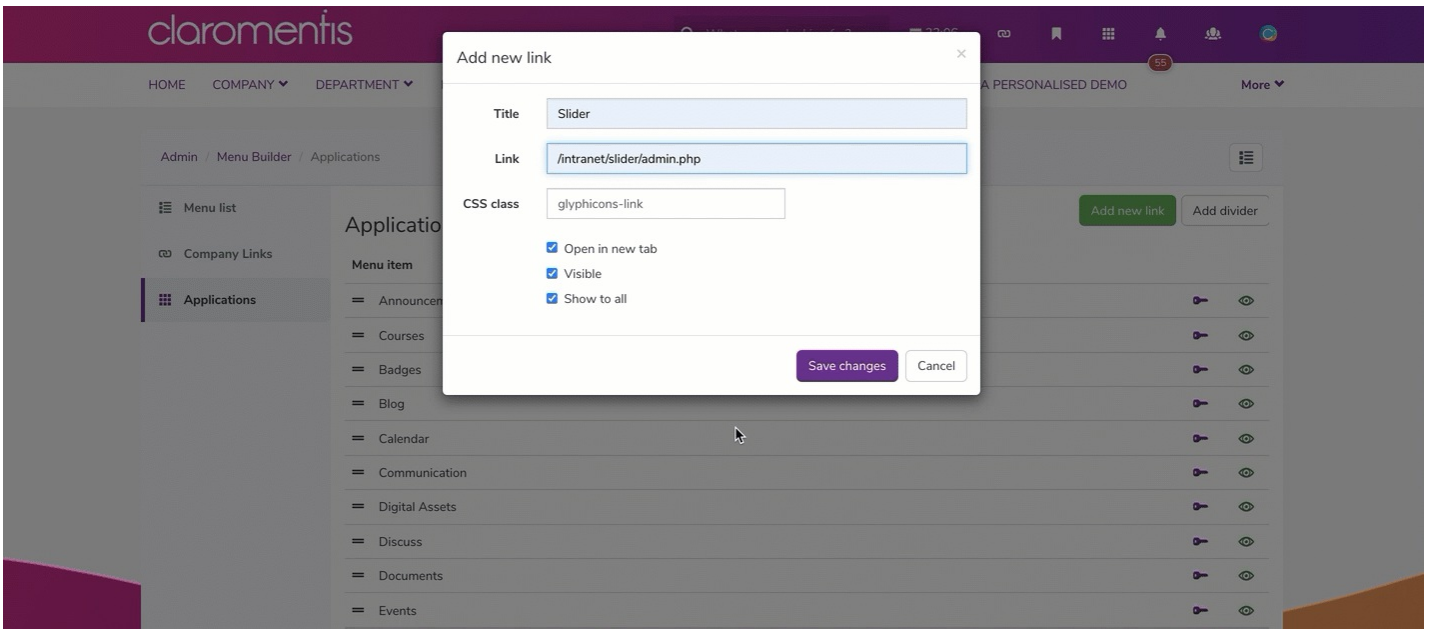 claromentis
Add new link
×
55
HOME COMPANY DEPARTMENT A PERSONALISED DEMO More
Title Slider
Link /intranet/slider/admin.php
CSS class glyphicons-link
Open in new tab
Visible
Show to all
Save changes Cancel
Admin / Menu Builder / Applications
Menu list
Company Links
Applications
Applicatio
Add new link Add divider
Menu item
Announcem
Courses
Badges
Blog
Calendar
Communication
Digital Assets
Discuss
Documents
Events